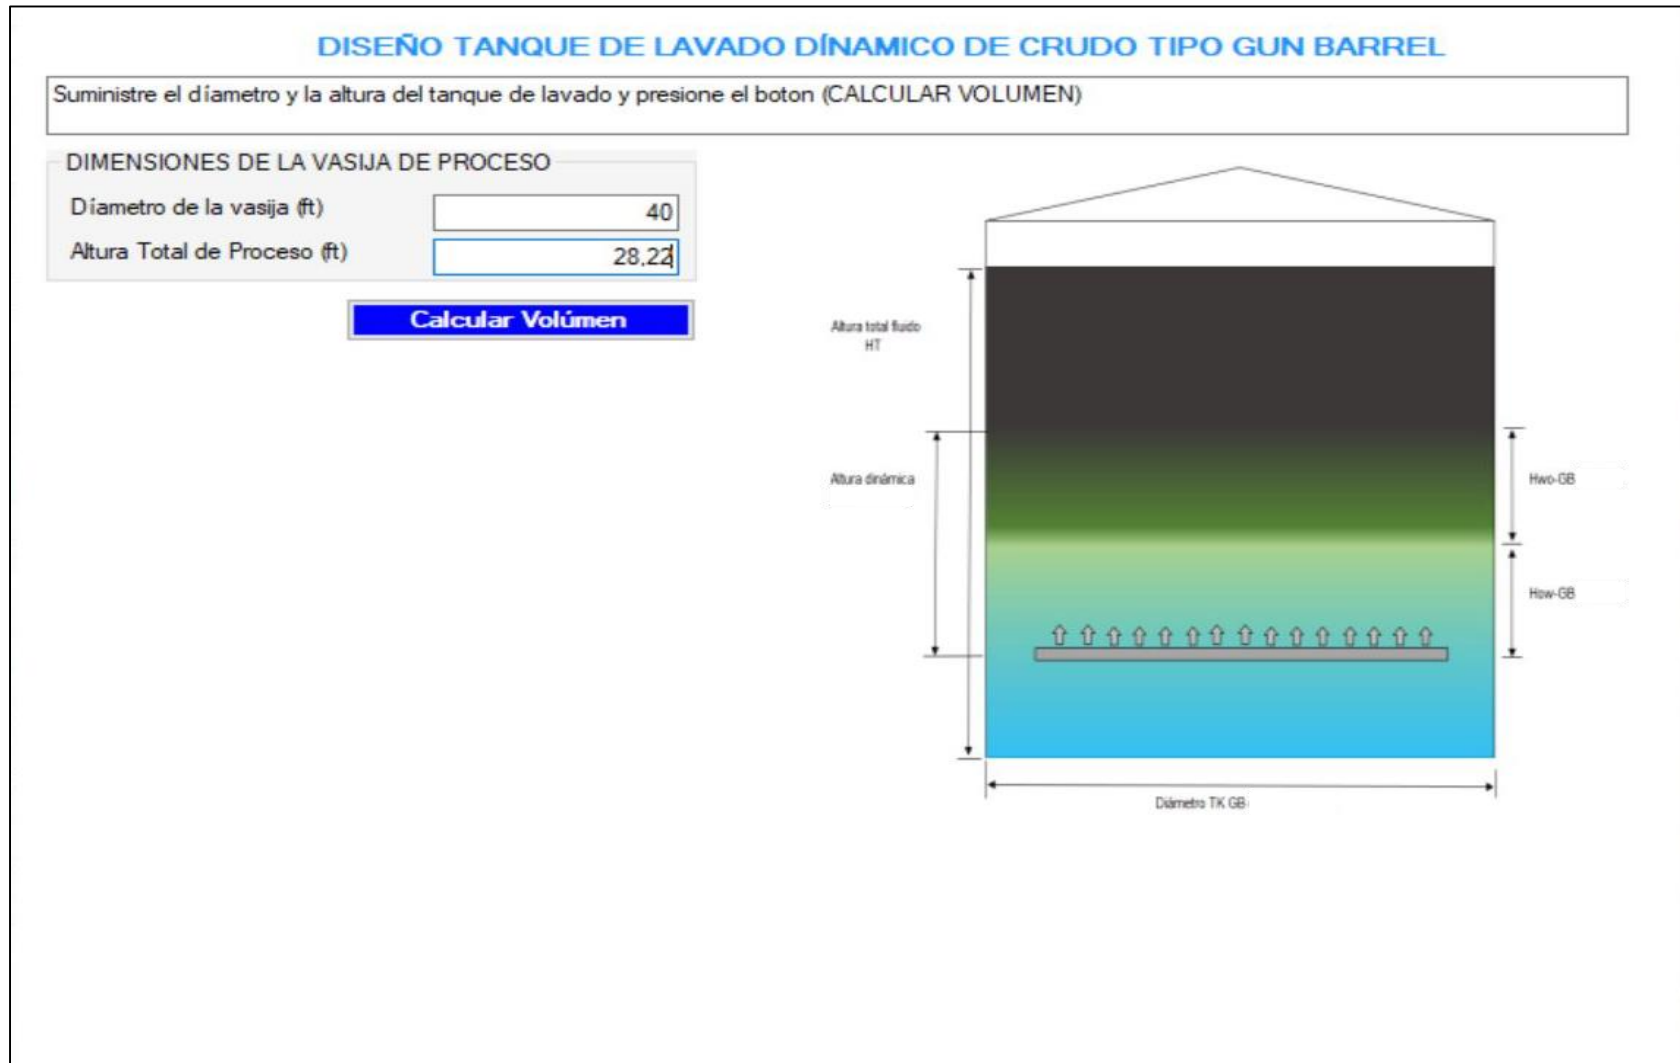 DISEÑO TANQUE DE LAVADO DÍNAMICO DE CRUDO TIPO GUN BARREL
Suministre el díametro y la altura del tanque de lavado y presione el boton (CALCULAR VOLUMEN)
DIMENSIONES DE LA VASIJA DE PROCESO
Díametro de la vasija (ft)
40
Altura Total de Proceso (ft)
28,22
Calcular Volúmen
Altura total fluido
HT
Altura dinámica
Hwo-GB
How-GB
Diámetro TK GB